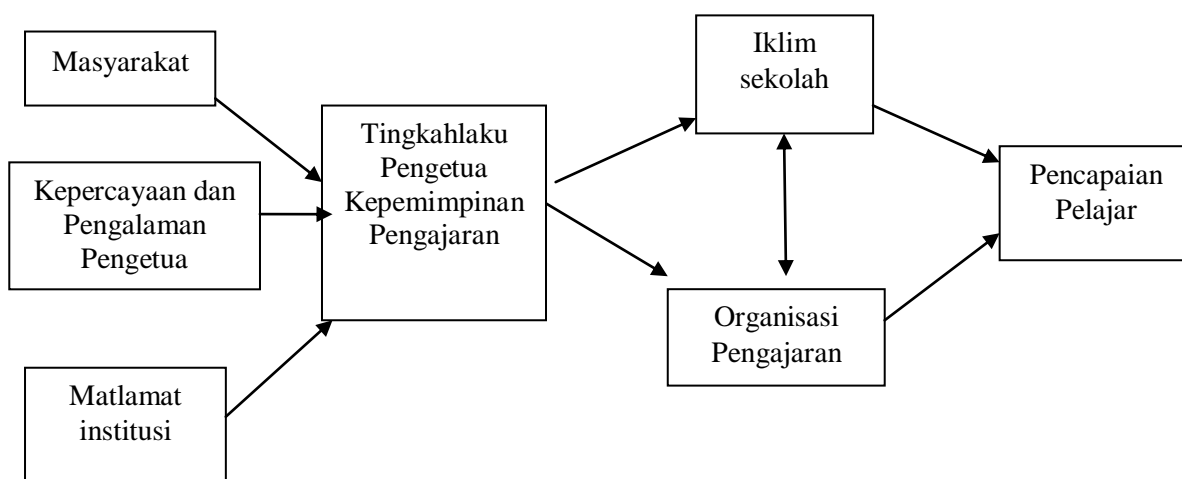 Masyarakat
Kepercayaan dan
Pengalaman
Pengetua
Matlamat
institusi
Tingkahlaku
Pengetua
Kepemimpinan
Pengajaran
Iklim
sekolah
Organisasi
Pengajaran
Pencapaian
Pelajar